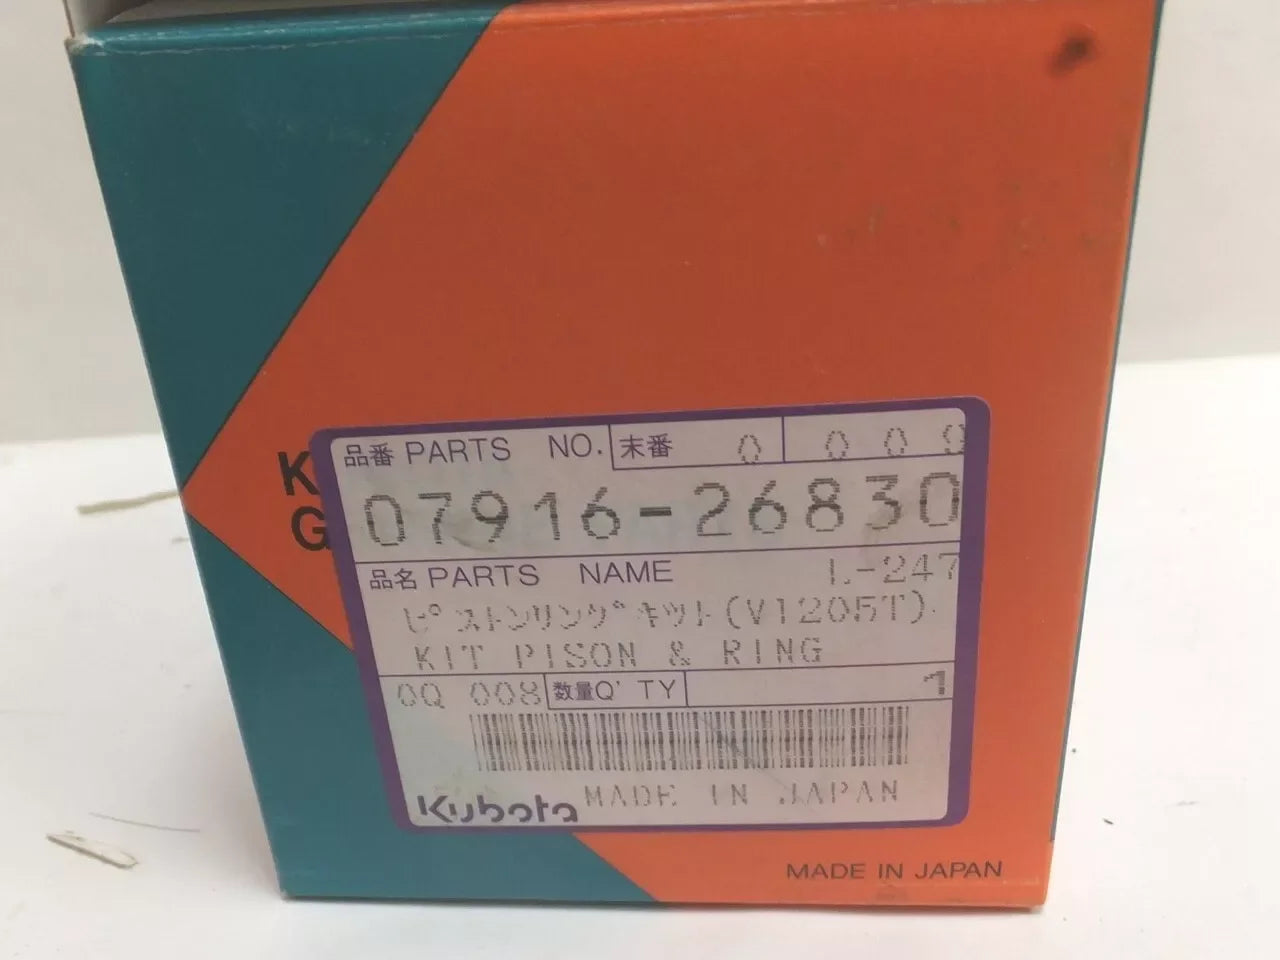 品番 PARTS NO. 末番 0 000
07916-26830
品名 PARTS NAME L-247
ピストンリングキット(V1205T)
KIT PISON & RING
0Q 008 数量Q'TY 1
Kubota MADE IN JAPAN
K
G
MADE IN JAPAN